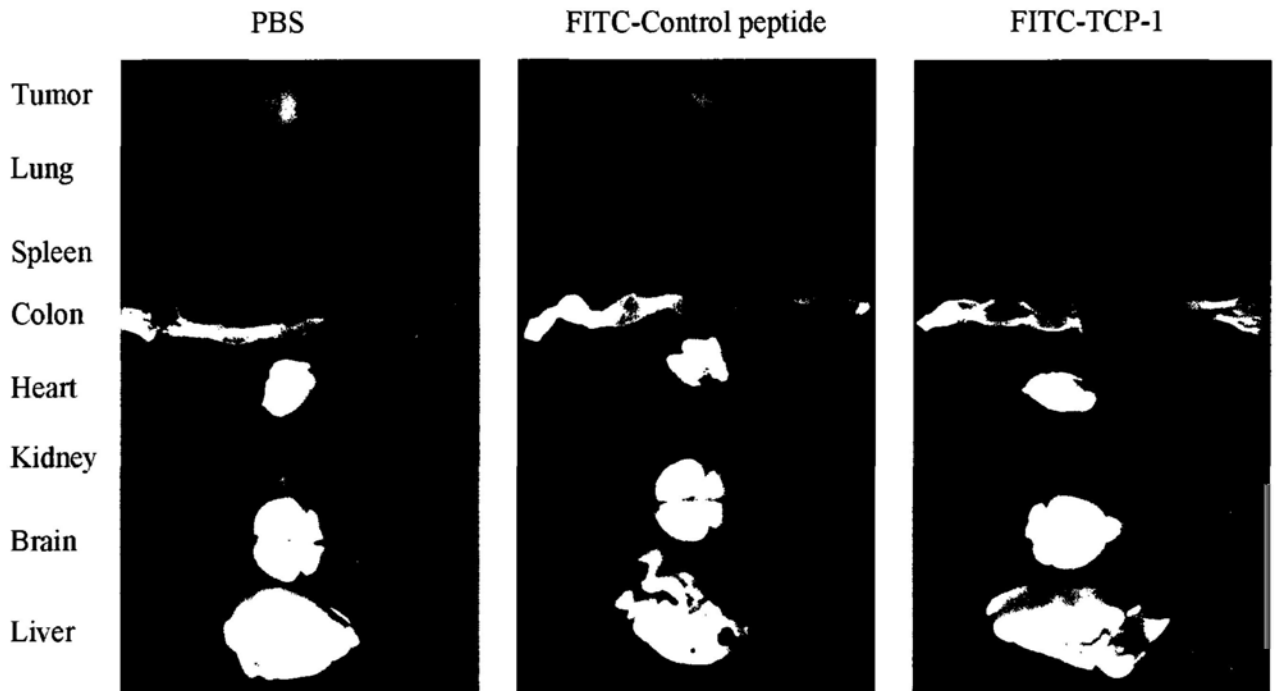 PBS FITC-Control peptide FITC-TCP-1
Tumor
Lung
Spleen
Colon
Heart
Kidney
Brain
Liver